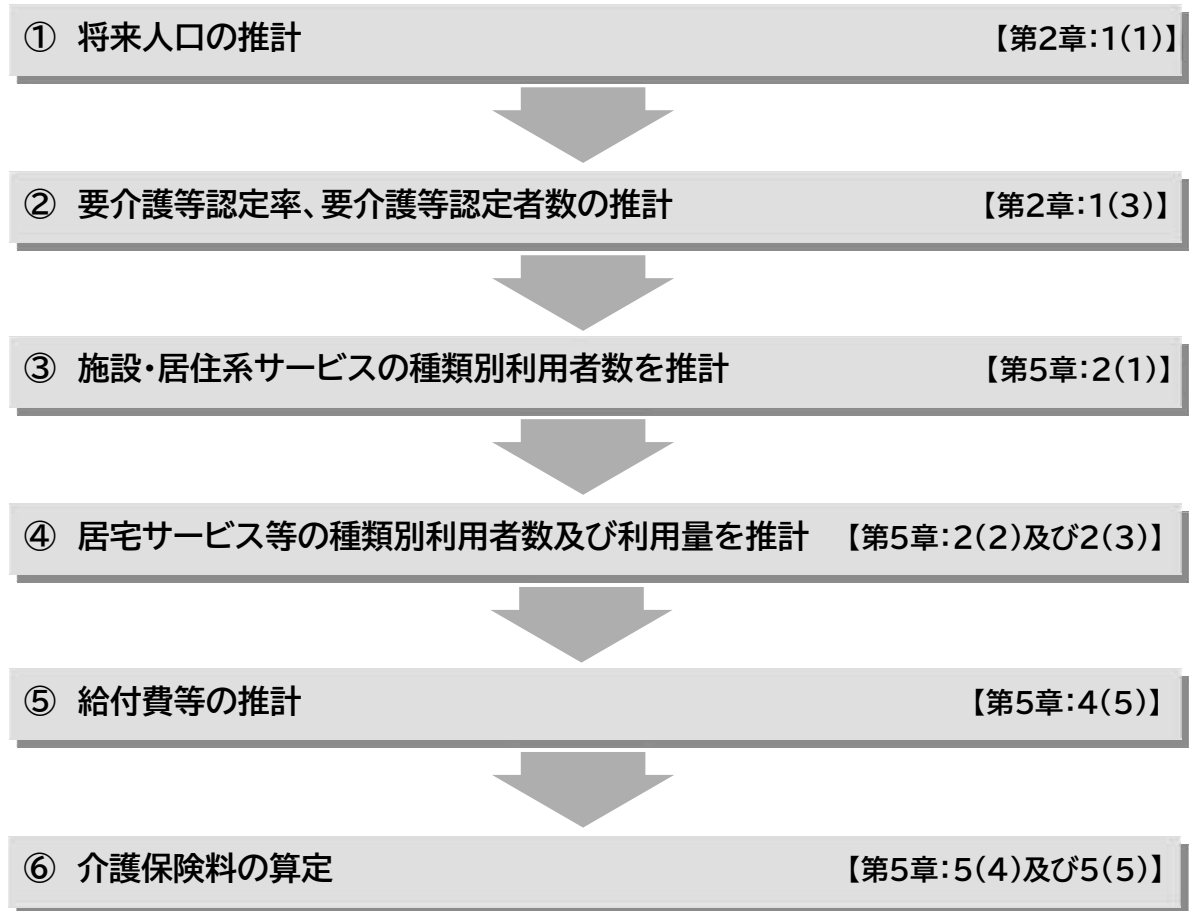 ① 将来人口の推計 【第2章:1(1)】
② 要介護等認定率、要介護等認定者数の推計 【第2章:1(3)】
③ 施設・居住系サービスの種類別利用者数を推計 【第5章:2(1)】
④ 居宅サービス等の種類別利用者数及び利用量を推計 【第5章:2(2)及び2(3)】
⑤ 給付費等の推計 【第5章:4(5)】
⑥ 介護保険料の算定 【第5章:5(4)及び5(5)】